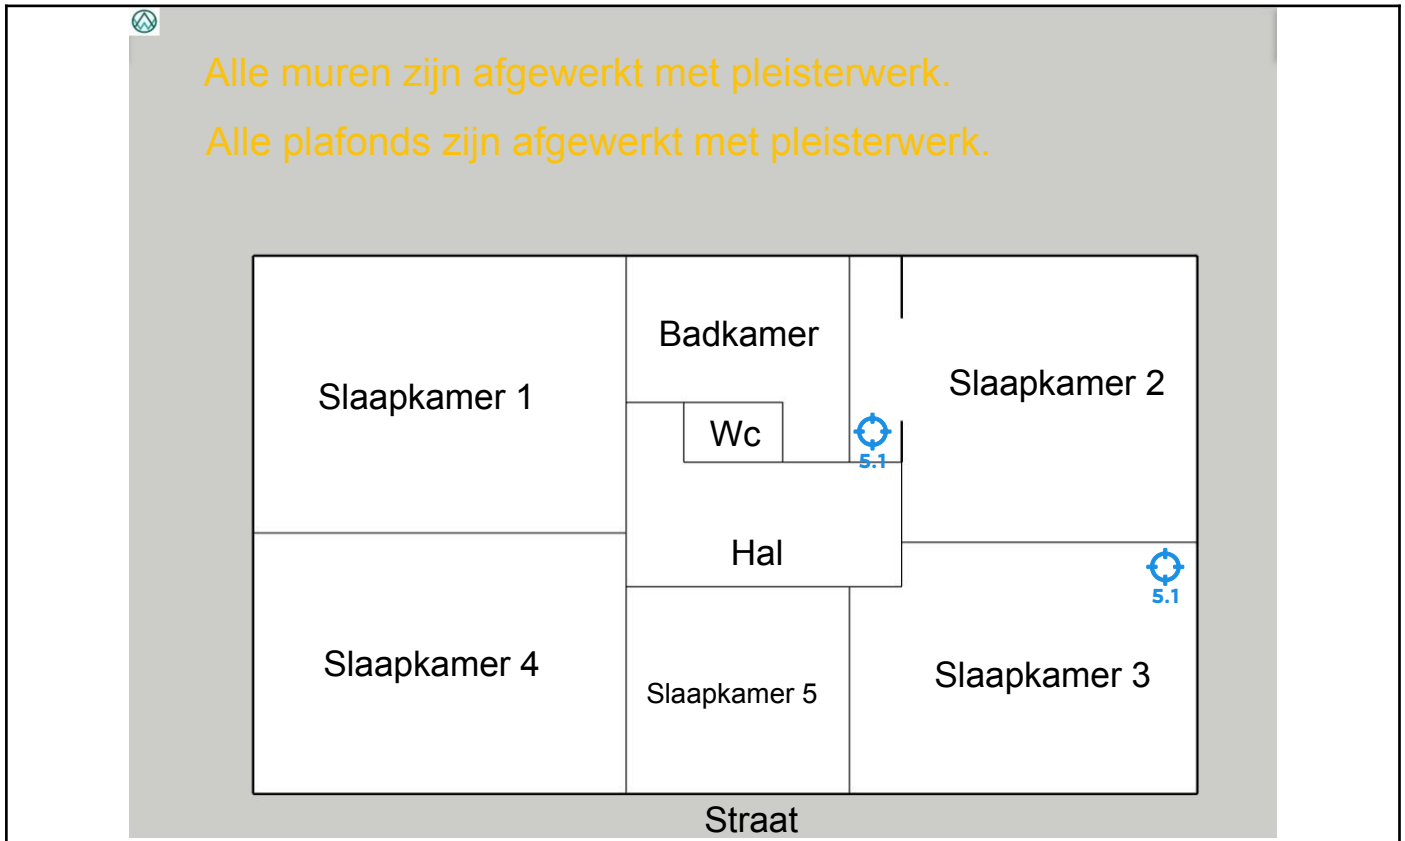 Alle muren zijn afgewerkt met pleisterwerk.
Alle plafonds zijn afgewerkt met pleisterwerk.
Badkamer
Slaapkamer 1
Slaapkamer 2
Wc
5.1
Hal
5.1
Slaapkamer 4
Slaapkamer 5
Slaapkamer 3
Straat